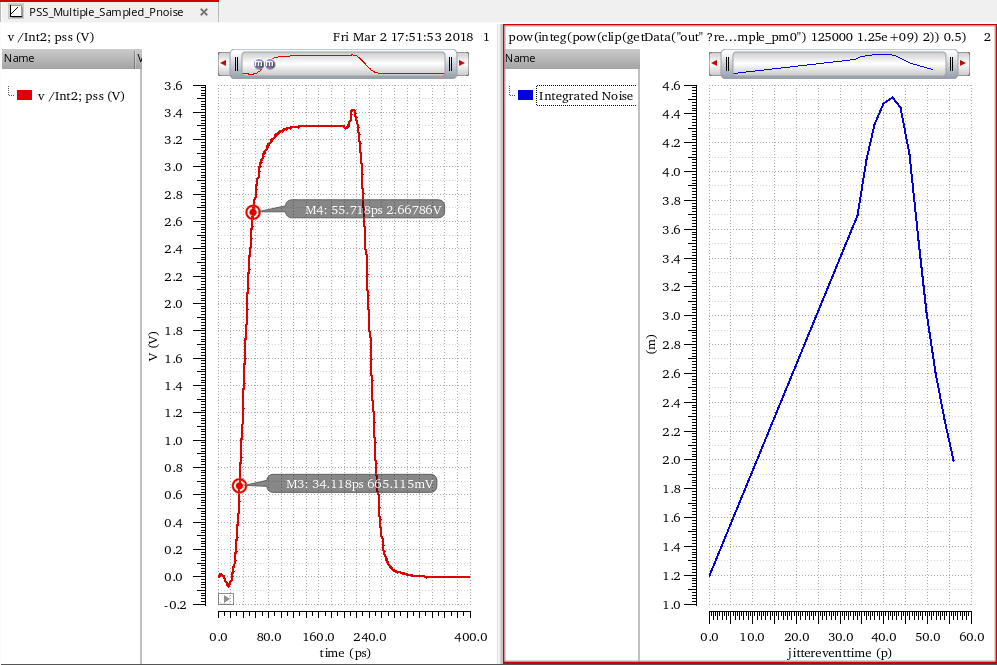 PSS_Multiple_Sampled_Pnoise ×
v /Int2; pss (V)
Fri Mar 2 17:51:53 2018 1
Name
V
v /Int2; pss (V)
m m
3.6
3.4
3.2
3.0
2.8
2.6
2.4
2.2
2.0
1.8
1.6
1.4
1.2
1.0
0.8
0.6
0.4
0.2
0.0
-0.2
V (V)
M4: 55.718ps 2.66786V
M3: 34.118ps 665.115mV
0.0 80.0 160.0 240.0 400.0
time (ps)
pow(integ(pow(clip(getData("out" ?re...mple_pm0") 125000 1.25e+09) 2)) 0.5) 2
Name
Integrated Noise
4.6
4.4
4.2
4.0
3.8
3.6
3.4
3.2
3.0
2.8
2.6
2.4
2.2
2.0
1.8
1.6
1.4
1.2
1.0
(m)
0.0 10.0 20.0 30.0 40.0 50.0 60.0
jittereventtime (p)